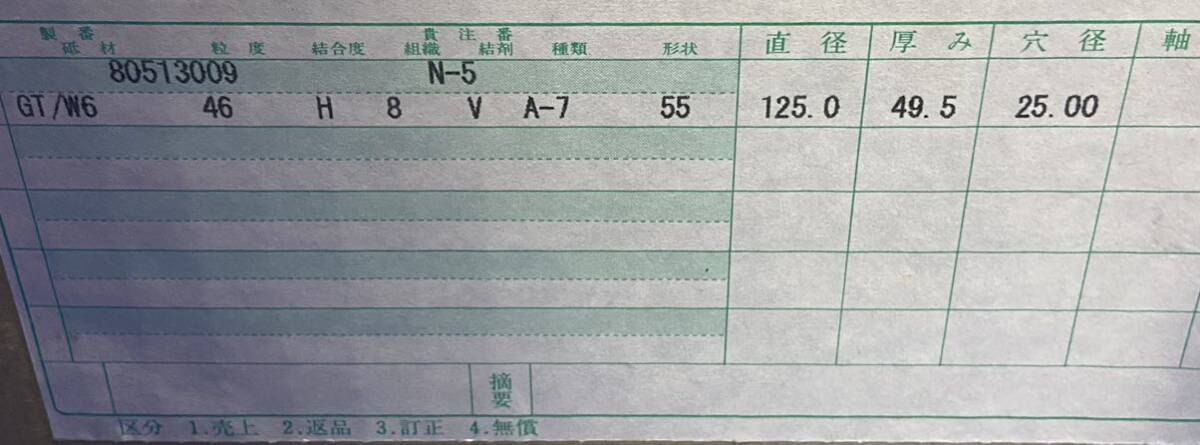 製番 貴注番
砥材 粒度 結合度 組織 結剤 種類 形状 直径 厚み 穴径 軸
80513009 N-5
GT/W6 46 H 8 V A-7 55 125.0 49.5 25.00
摘要
区分 1.売上 2.返品 3.訂正 4.無償